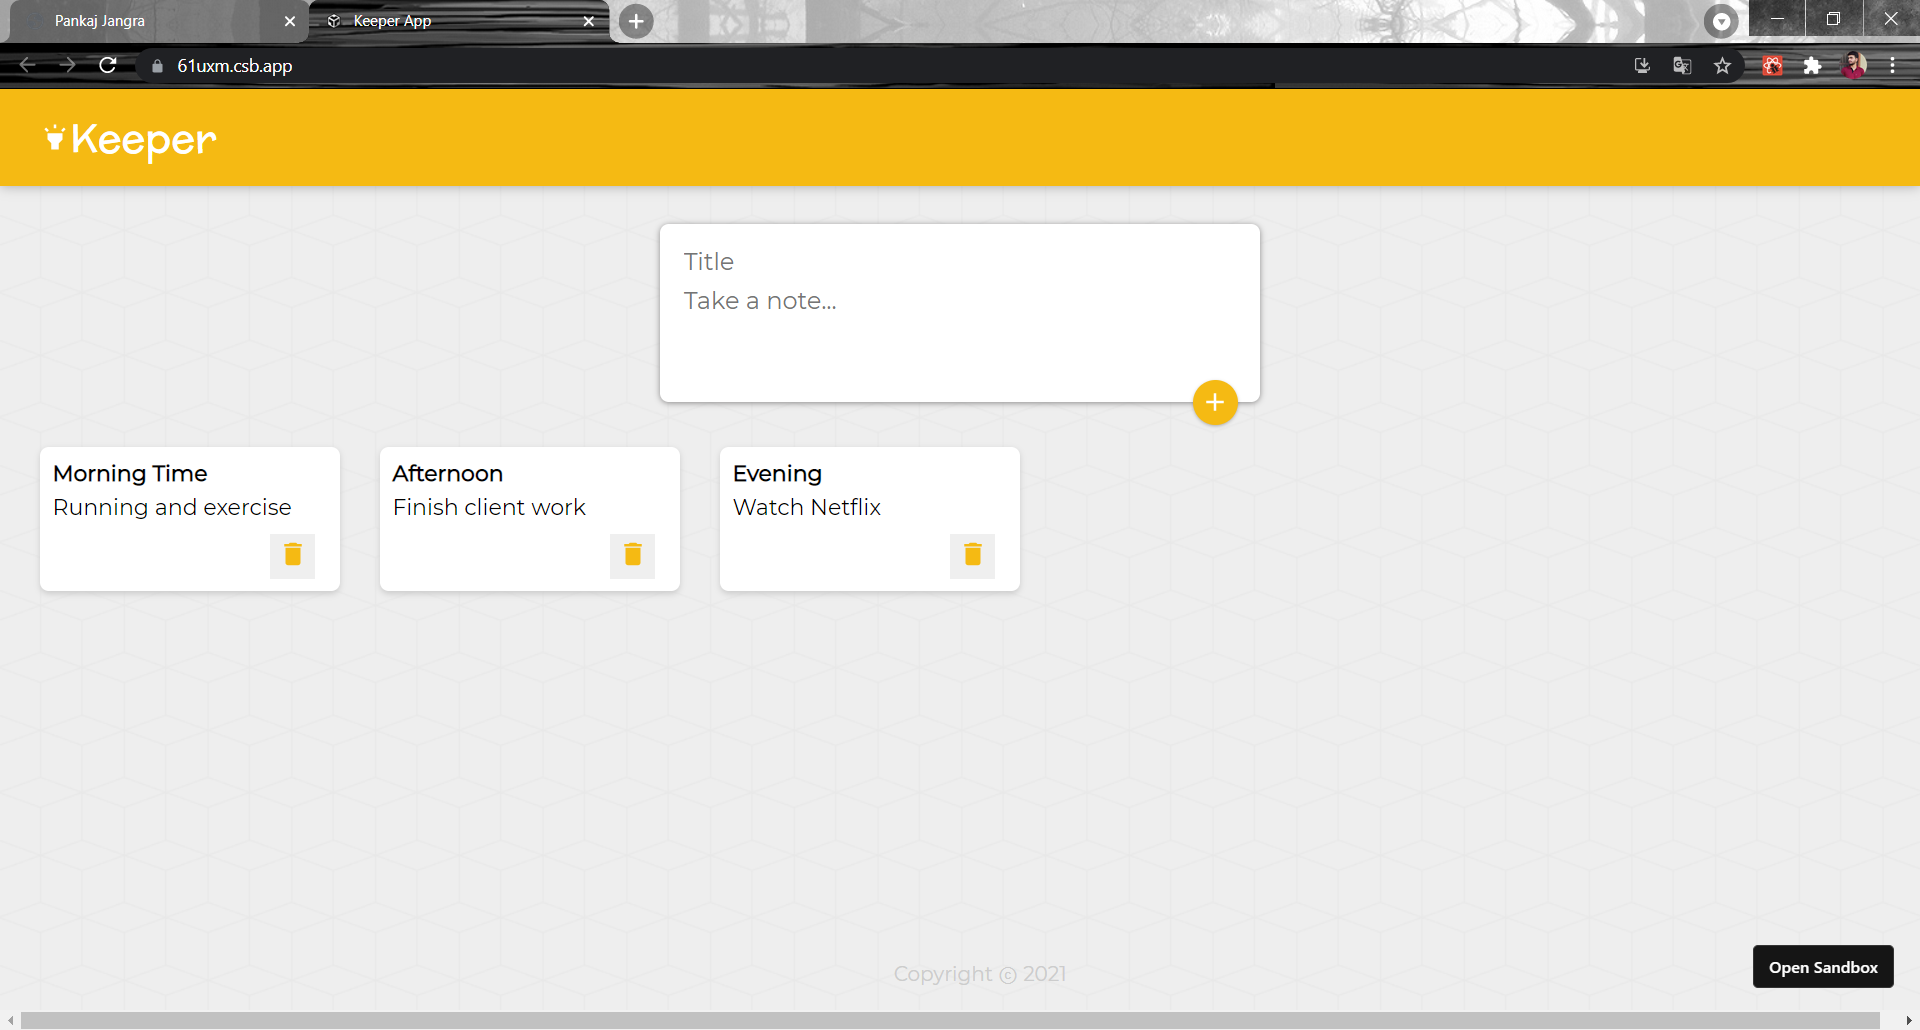 Pankaj Jangra
Keeper App
61uxm.csb.app
Keeper
Title
Take a note...
Morning Time
Running and exercise
Afternoon
Finish client work
Evening
Watch Netflix
Copyright © 2021
Open Sandbox